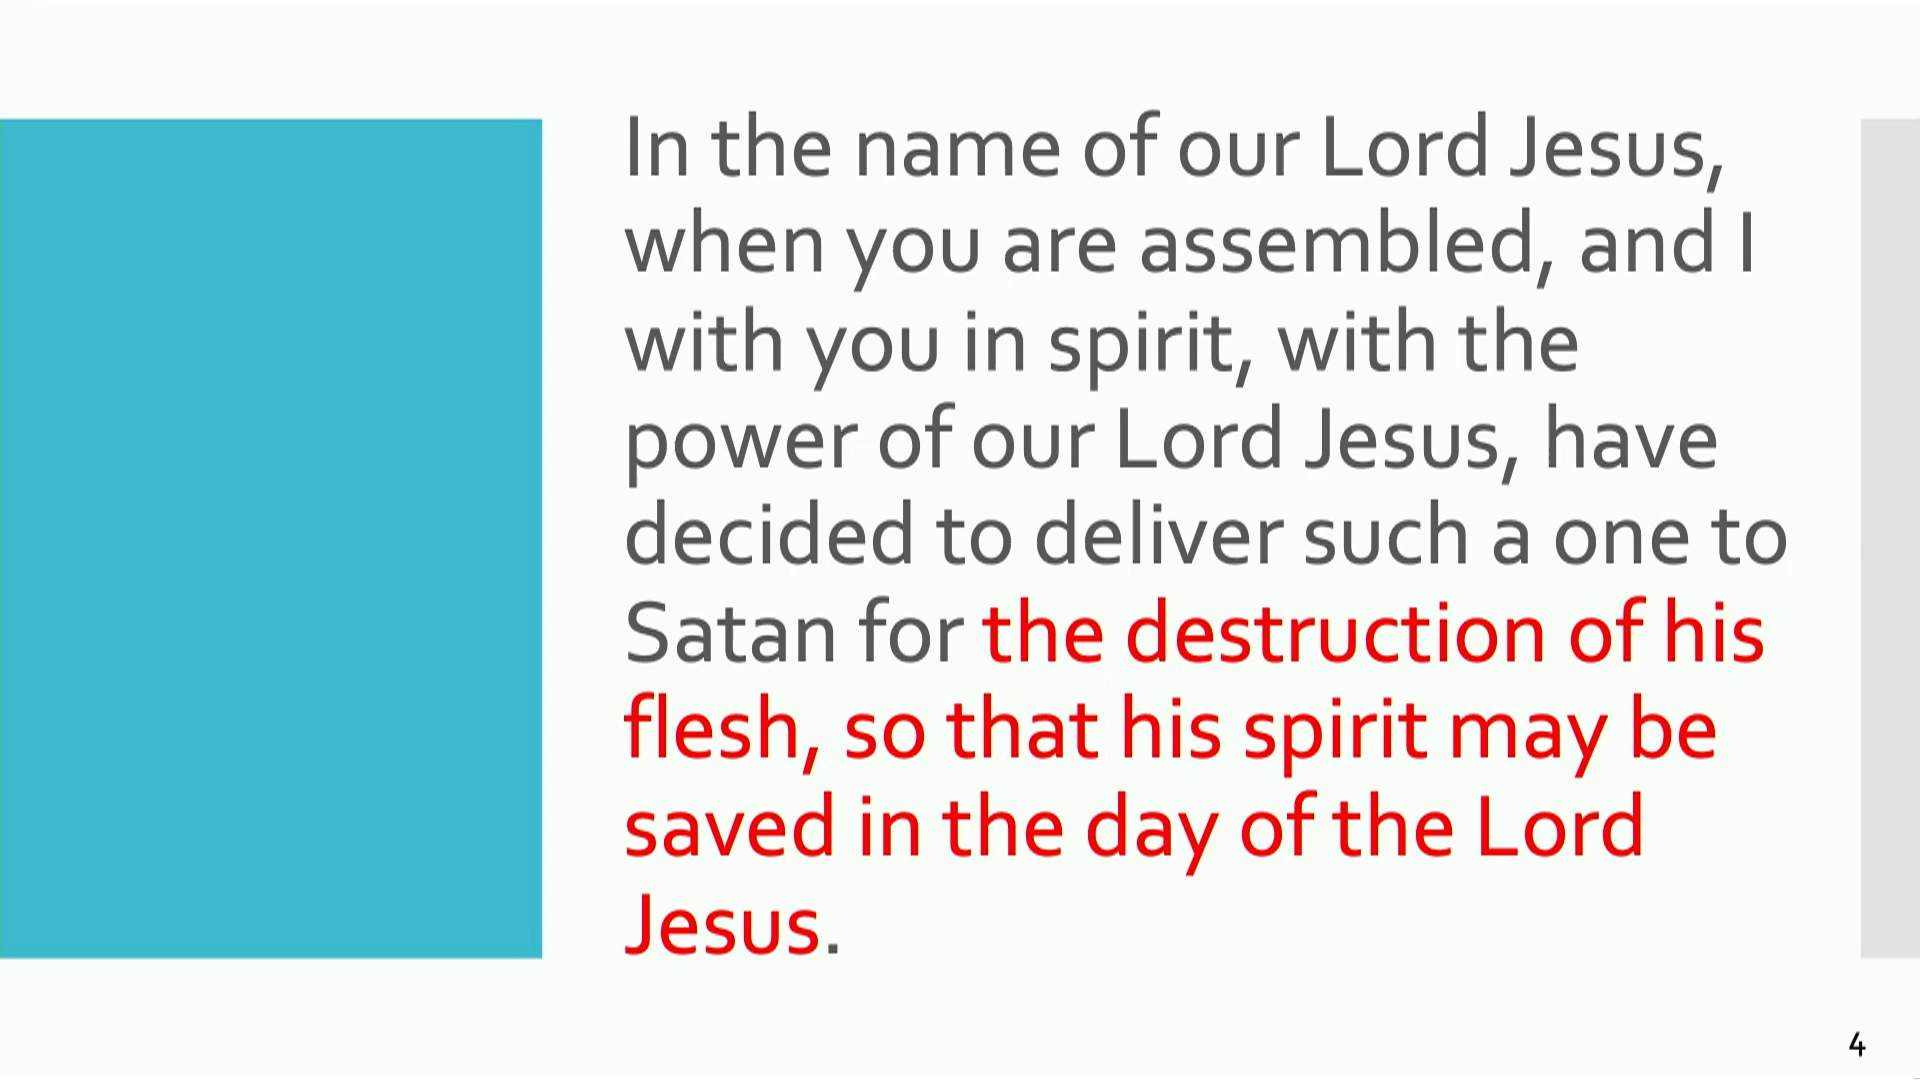 In the name of our Lord Jesus,
when you are assembled, and I
with you in spirit, with the
power of our Lord Jesus, have
decided to deliver such a one to
Satan for the destruction of his
flesh, so that his spirit may be
saved in the day of the Lord
Jesus.
4